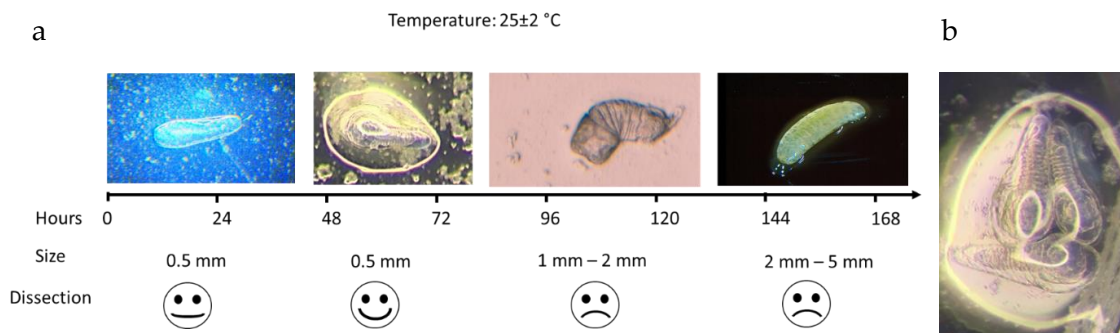 Temperature: 25±2 °C
a
b
Hours 0 24 48 72 96 120 144 168
Size 0.5 mm 0.5 mm 1 mm – 2 mm 2 mm – 5 mm
Dissection